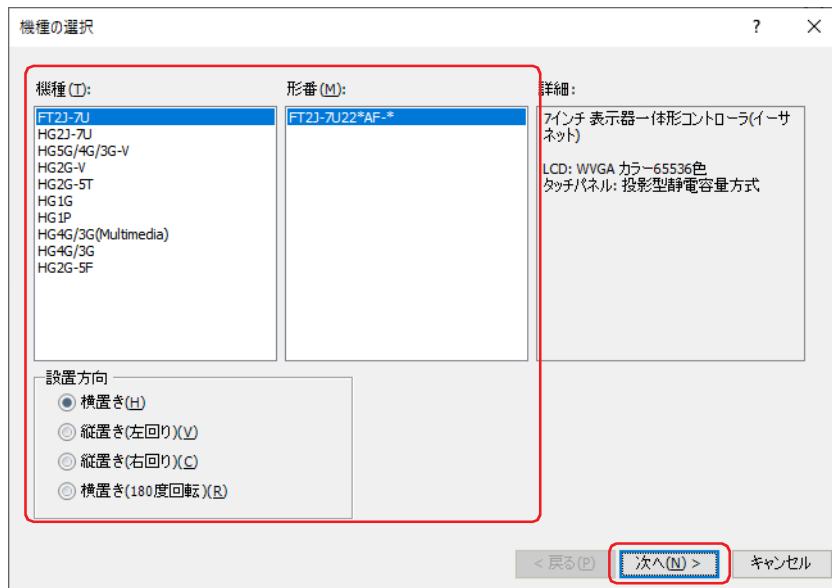 機種の選択
?
機種(T):
FT2J-7U
HG2J-7U
HG5G/4G/3G-V
HG2G-V
HG2G-5T
HG1G
HG1P
HG4G/3G(Multimedia)
HG4G/3G
HG2G-5F
形番(M):
FT2J-7U22*AF-*
詳細:
7インチ 表示器一体形コントローラ(イーサ
ネット)
LCD: WVGA カラー65536色
タッチパネル: 投影型静電容量方式
設置方向
横置き(H)
縦置き(左回り)(V)
縦置き(右回り)(C)
横置き(180度回転)(R)
< 戻る(P)
次へ(N) >
キャンセル